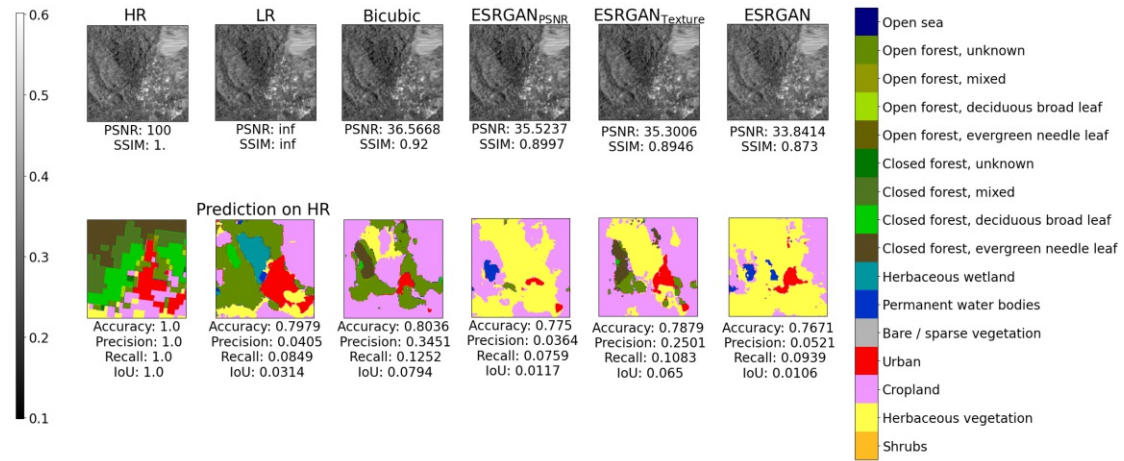 HR
LR
Bicubic
ESRGAN_PSNR
ESRGAN_Texture
ESRGAN
0.6
0.5
0.4
0.3
0.2
0.1
PSNR: 100
SSIM: 1.
PSNR: inf
SSIM: inf
PSNR: 36.5668
SSIM: 0.92
PSNR: 35.5237
SSIM: 0.8997
PSNR: 35.3006
SSIM: 0.8946
PSNR: 33.8414
SSIM: 0.873
Prediction on HR
Accuracy: 1.0
Precision: 1.0
Recall: 1.0
IoU: 1.0
Accuracy: 0.7979
Precision: 0.0405
Recall: 0.0849
IoU: 0.0314
Accuracy: 0.8036
Precision: 0.3451
Recall: 0.1252
IoU: 0.0794
Accuracy: 0.775
Precision: 0.0364
Recall: 0.0759
IoU: 0.0117
Accuracy: 0.7879
Precision: 0.2501
Recall: 0.1083
IoU: 0.065
Accuracy: 0.7671
Precision: 0.0521
Recall: 0.0939
IoU: 0.0106
Open sea
Open forest, unknown
Open forest, mixed
Open forest, deciduous broad leaf
Open forest, evergreen needle leaf
Closed forest, unknown
Closed forest, mixed
Closed forest, deciduous broad leaf
Closed forest, evergreen needle leaf
Herbaceous wetland
Permanent water bodies
Bare / sparse vegetation
Urban
Cropland
Herbaceous vegetation
Shrubs